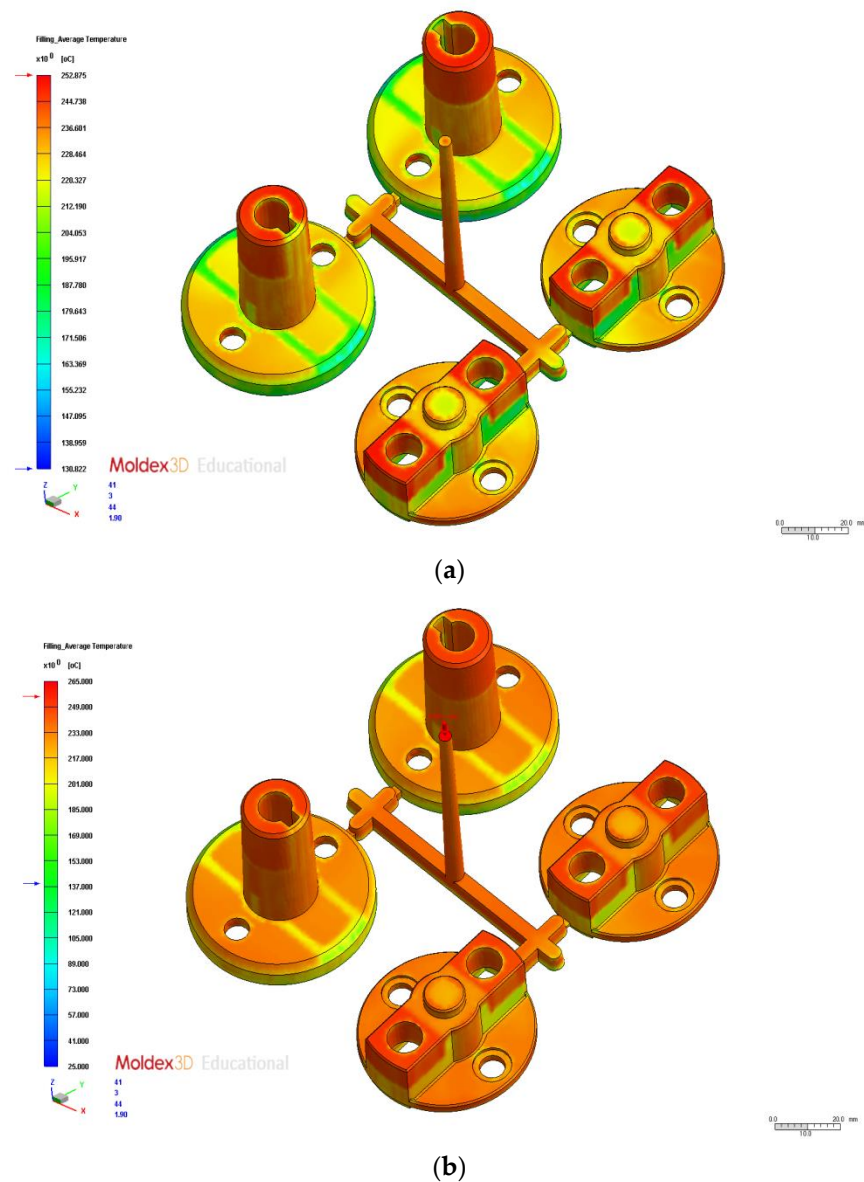 Filling_Average Temperature
x10 0 [oC]
252.875
244.738
236.601
228.464
220.327
212.190
204.053
195.917
187.780
179.643
171.506
163.369
155.232
147.095
138.959
130.822
Moldex3D Educational
Z
Y
X
41
3
44
1.90
0.0 20.0 mm
10.0
(a)
Filling_Average Temperature
x10 0 [oC]
265.000
249.000
233.000
217.000
201.000
185.000
169.000
153.000
137.000
121.000
105.000
89.000
73.000
57.000
41.000
25.000
Moldex3D Educational
Z
Y
X
41
3
44
1.90
0.0 20.0 mm
10.0
(b)